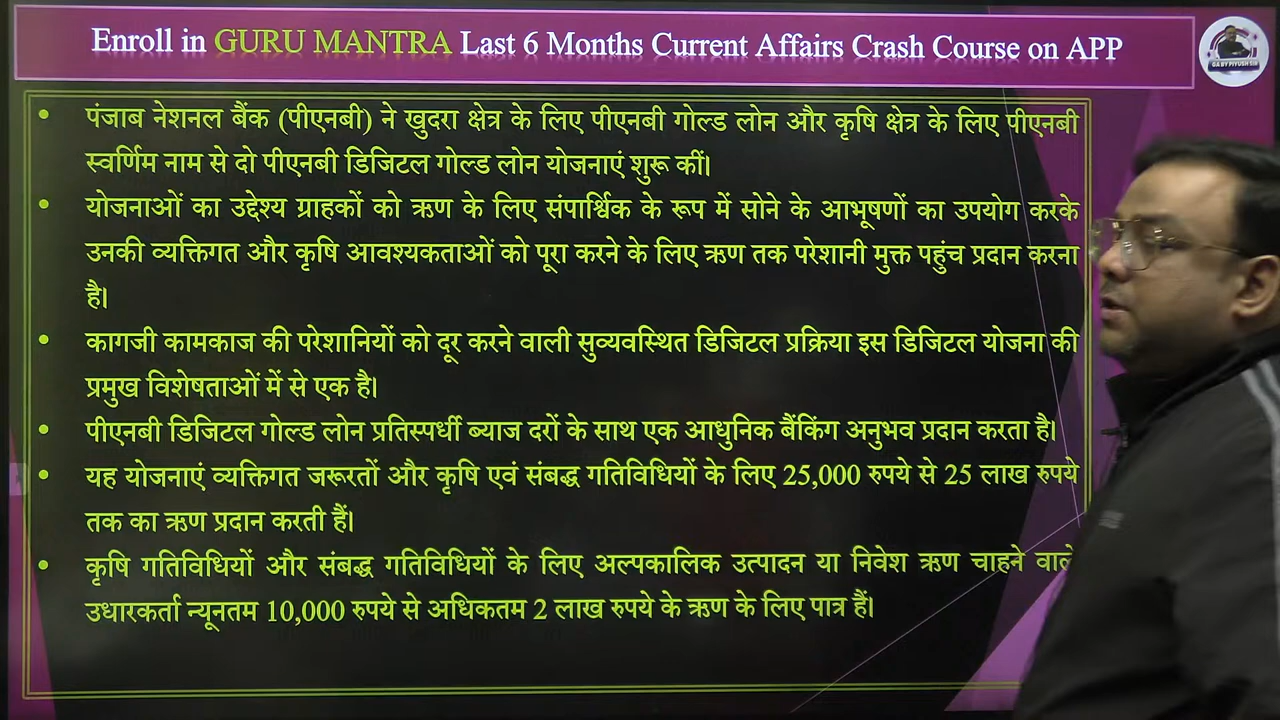 Enroll in GURU MANTRA Last 6 Months Current Affairs Crash Course on APP
GA BY PIYUSH SIR
• पंजाब नेशनल बैंक (पीएनबी) ने खुदरा क्षेत्र के लिए पीएनबी गोल्ड लोन और कृषि क्षेत्र के लिए पीएनबी
स्वर्णिम नाम से दो पीएनबी डिजिटल गोल्ड लोन योजनाएं शुरू कीं।
• योजनाओं का उद्देश्य ग्राहकों को ऋण के लिए संपार्श्विक के रूप में सोने के आभूषणों का उपयोग करके
उनकी व्यक्तिगत और कृषि आवश्यकताओं को पूरा करने के लिए ऋण तक परेशानी मुक्त पहुंच प्रदान करना
है।
• कागजी कामकाज की परेशानियों को दूर करने वाली सुव्यवस्थित डिजिटल प्रक्रिया इस डिजिटल योजना की
प्रमुख विशेषताओं में से एक है।
• पीएनबी डिजिटल गोल्ड लोन प्रतिस्पर्धी ब्याज दरों के साथ एक आधुनिक बैंकिंग अनुभव प्रदान करता है।
• यह योजनाएं व्यक्तिगत जरूरतों और कृषि एवं संबद्ध गतिविधियों के लिए 25,000 रुपये से 25 लाख रुपये
तक का ऋण प्रदान करती हैं।
• कृषि गतिविधियों और संबद्ध गतिविधियों के लिए अल्पकालिक उत्पादन या निवेश ऋण चाहने वाले
उधारकर्ता न्यूनतम 10,000 रुपये से अधिकतम 2 लाख रुपये के ऋण के लिए पात्र हैं।